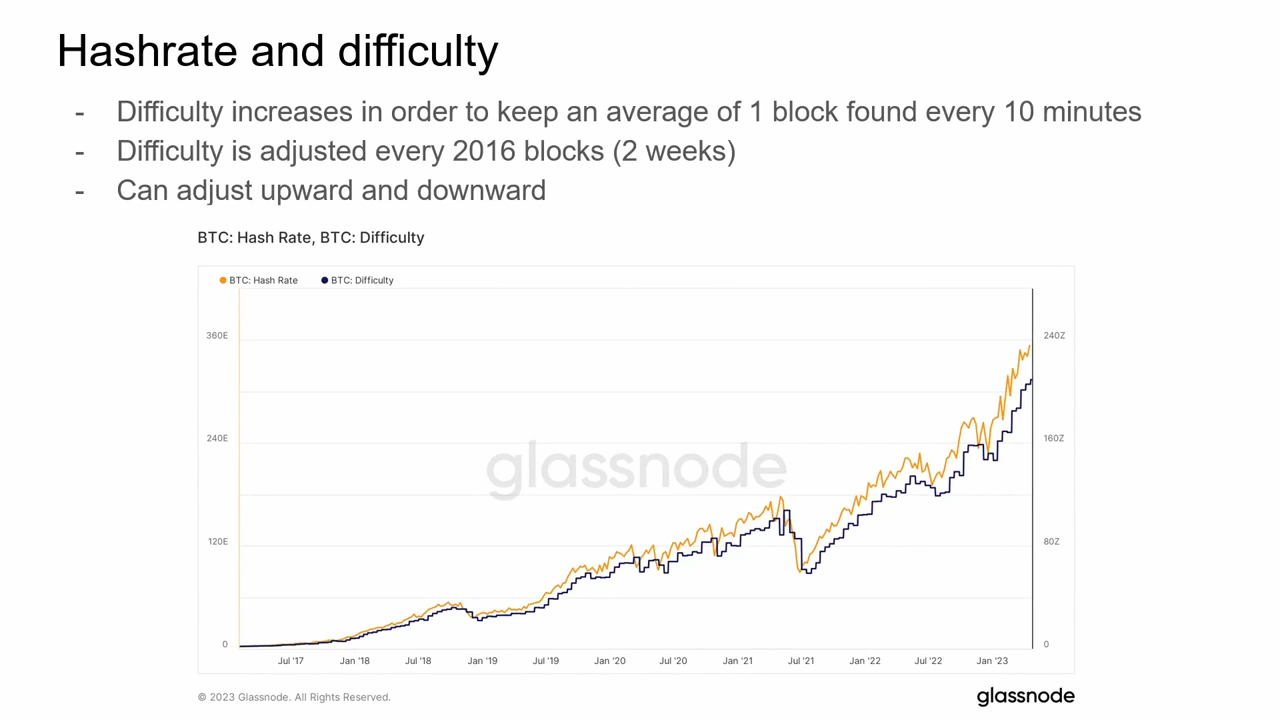 Hashrate and difficulty
- Difficulty increases in order to keep an average of 1 block found every 10 minutes
- Difficulty is adjusted every 2016 blocks (2 weeks)
- Can adjust upward and downward
BTC: Hash Rate, BTC: Difficulty
BTC: Hash Rate BTC: Difficulty
360E 240Z
240E 160Z
glassnode
120E 80Z
0 0
Jul '17 Jan '18 Jul '18 Jan '19 Jul '19 Jan '20 Jul '20 Jan '21 Jul '21 Jan '22 Jul '22 Jan '23
© 2023 Glassnode. All Rights Reserved. glassnode